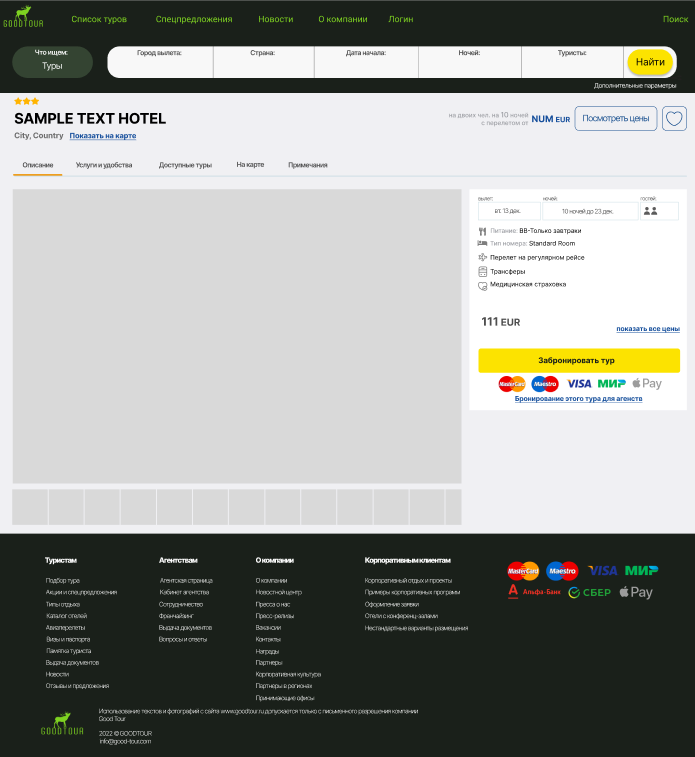 GOODTOUR
Список туров
Спецпредложения
Новости
О компании
Логин
Поиск
Что ищем:
Туры
Город вылета:
Страна:
Дата начала:
Ночей:
Туристы:
Найти
Дополнительные параметры
SAMPLE TEXT HOTEL
City, Country
Показать на карте
на двоих чел. на 10 ночей
с перелетом от
NUM EUR
Посмотреть цены
Описание
Услуги и удобства
Доступные туры
На карте
Примечания
вылет:
ночей:
гостей:
вт. 13 дек.
10 ночей до 23 дек.
Питание: BB-Только завтраки
Тип номера: Standard Room
Перелет на регулярном рейсе
Трансферы
Медицинская страховка
111 EUR
показать все цены
Забронировать тур
MasterCard
Maestro
VISA
МИР
Pay
Бронирование этого тура для агенств
Туристам
Подбор тура
Акции и спецпредложения
Типы отдыха
Каталог отелей
Авиаперелеты
Визы и паспорта
Памятка туриста
Выдача документов
Новости
Отзывы и предложения
Агентствам
Агентская страница
Кабинет агентства
Сотрудничество
Франчайзинг
Выдача документов
Вопросы и ответы
О компании
О компании
Новостной центр
Пресса о нас
Пресс-релизы
Вакансии
Контакты
Награды
Партнеры
Корпоративная культура
Партнеры в регионах
Принимающие офисы
Корпоративным клиентам
Корпоративный отдых и проекты
Примеры корпоративных программ
Оформление заявки
Отели с конференц-залами
Нестандартные варианты размещения
MasterCard
Maestro
VISA
МИР
А Альфа-Банк
СБЕР
Pay
GOODTOUR
Использование текстов и фотографий с сайта www.goodtour.ru допускается только с письменного разрешения компании
Good Tour
2022 © GOODTOUR
info@good-tour.com